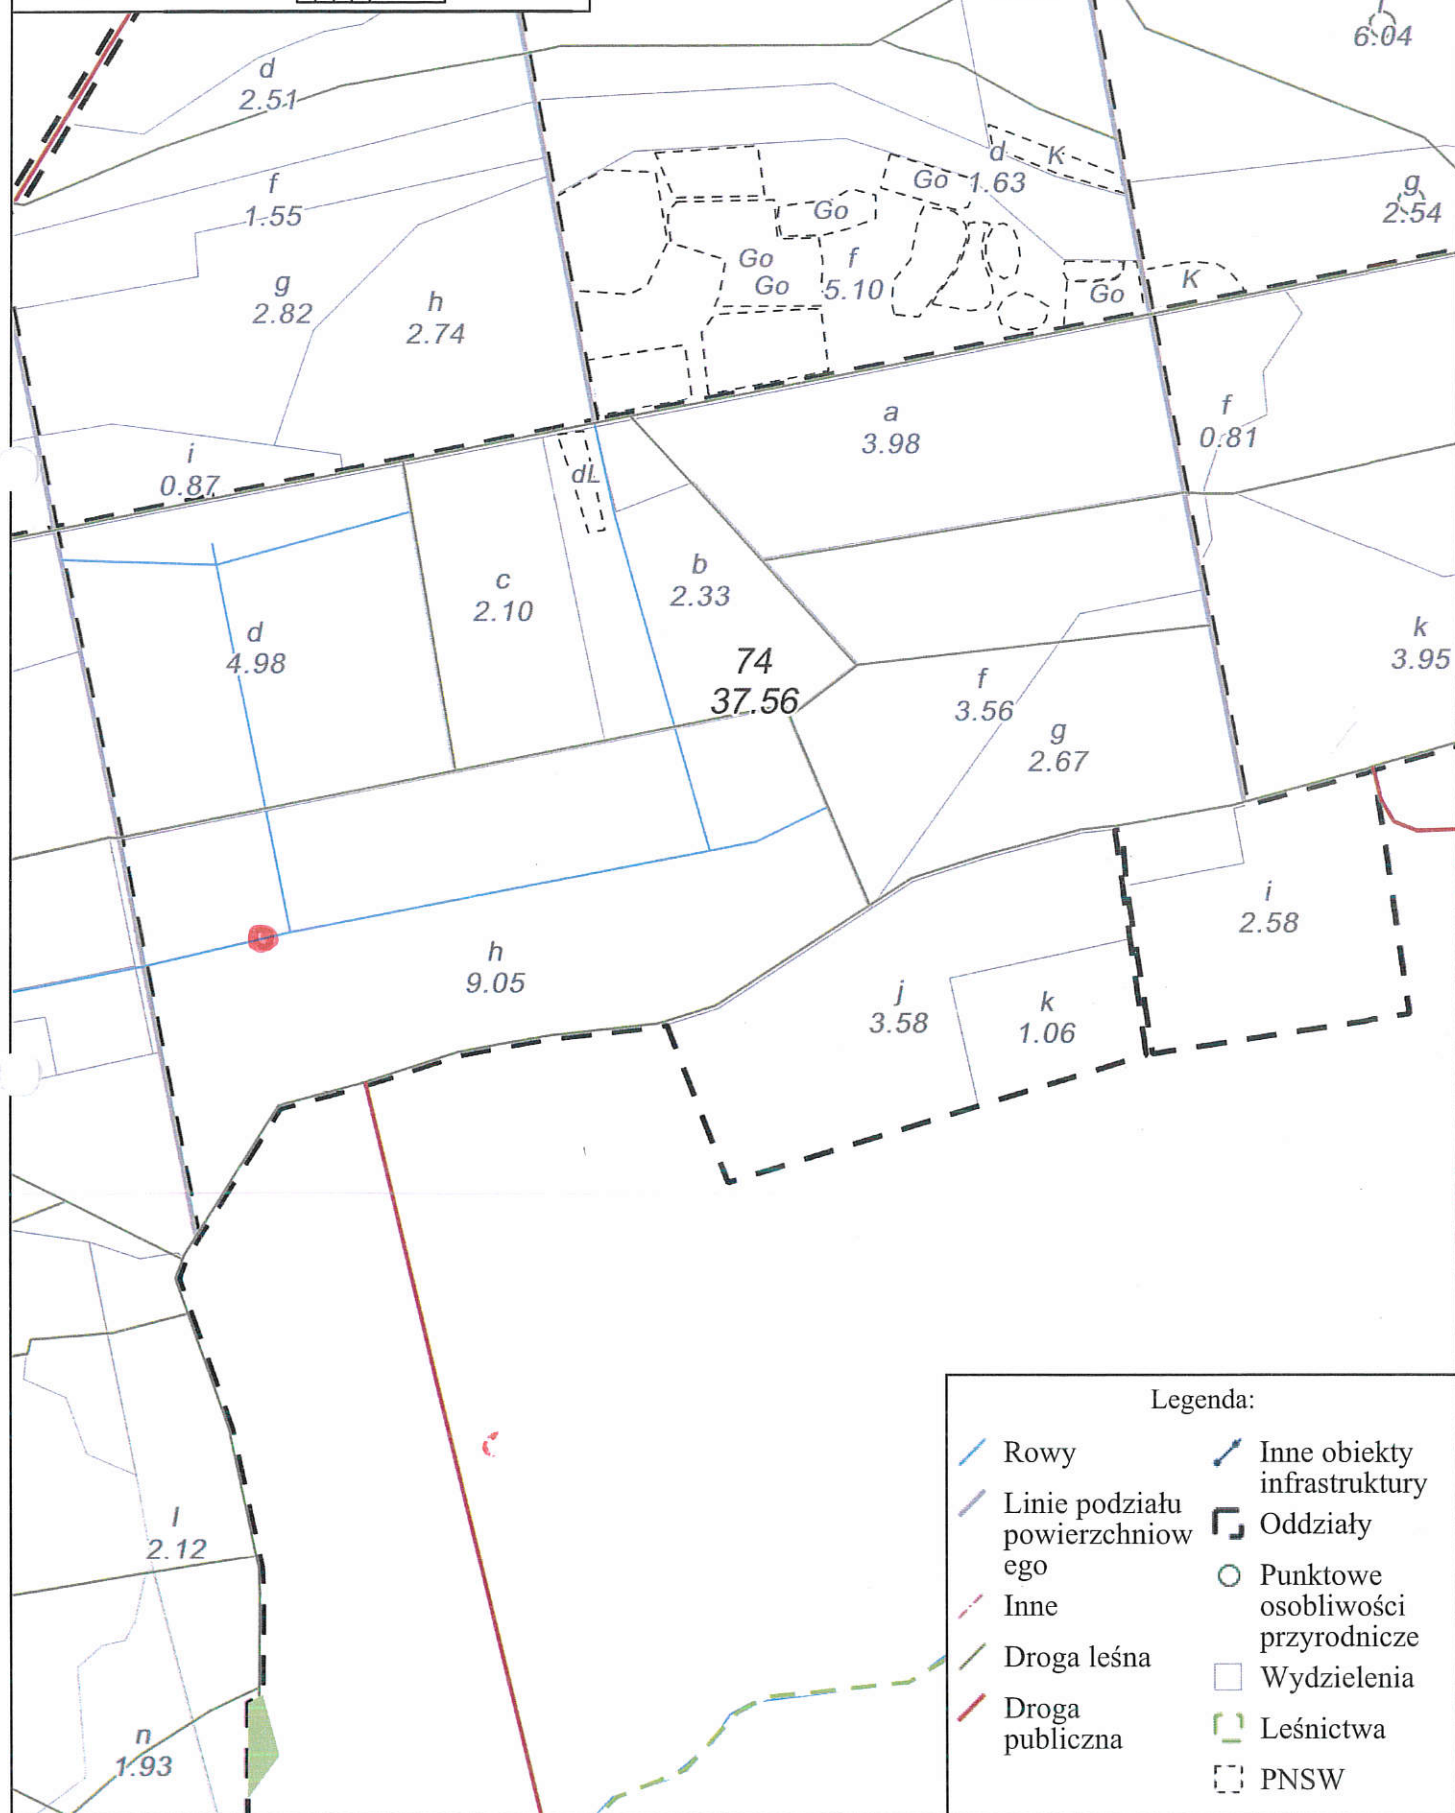 6.04
d
2.51
d
1.63
K
Go
g
2.54
f
1.55
Go
Go
Go
f
5.10
Go
K
g
2.82
h
2.74
a
3.98
f
0.81
i
0.87
dL
c
2.10
b
2.33
d
4.98
74
37.56
k
3.95
f
3.56
g
2.67
i
2.58
h
9.05
j
3.58
k
1.06
l
2.12
n
1.93
Legenda:
Rowy
Linie podziału
powierzchniow
ego
Inne
Droga leśna
Droga
publiczna
Inne obiekty
infrastruktury
Oddziały
Punktowe
osobliwości
przyrodnicze
Wydzielenia
Leśnictwa
PNSW